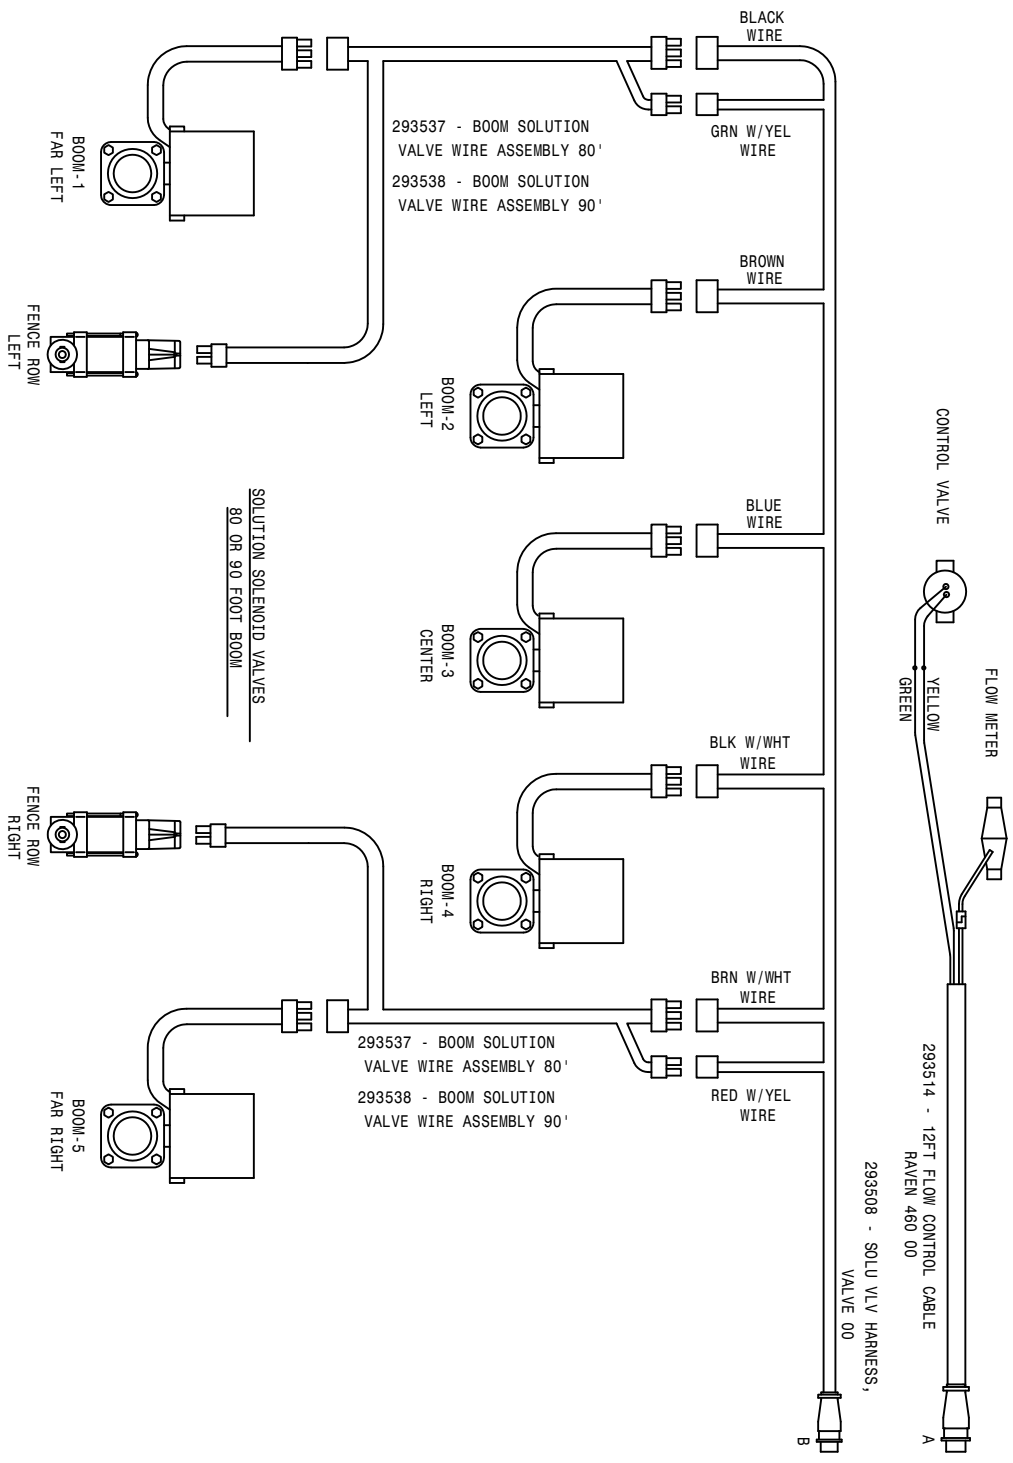 BLACK
WIRE
GRN W/YEL
WIRE
293537 - BOOM SOLUTION
VALVE WIRE ASSEMBLY 80'
293538 - BOOM SOLUTION
VALVE WIRE ASSEMBLY 90'
BOOM-1
FAR LEFT
BROWN
WIRE
FENCE ROW
LEFT
BOOM-2
LEFT
CONTROL VALVE
SOLUTION SOLENOID VALVES
80 OR 90 FOOT BOOM
BLUE
WIRE
BOOM-3
CENTER
YELLOW
GREEN
FLOW METER
BLK W/WHT
WIRE
FENCE ROW
RIGHT
BOOM-4
RIGHT
BRN W/WHT
WIRE
293537 - BOOM SOLUTION
VALVE WIRE ASSEMBLY 80'
293538 - BOOM SOLUTION
VALVE WIRE ASSEMBLY 90'
RED W/YEL
WIRE
BOOM-5
FAR RIGHT
293514 - 12FT FLOW CONTROL CABLE
RAVEN 460 00
293508 - SOLU VLV HARNESS,
VALVE 00
A
B